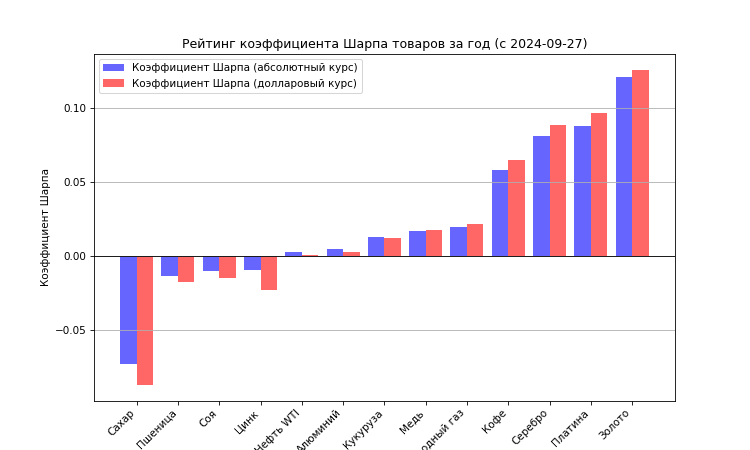 Рейтинг коэффициента Шарпа товаров за год (с 2024-09-27)
Коэффициент Шарпа (абсолютный курс)
Коэффициент Шарпа (долларовый курс)
Коэффициент Шарпа
0.10
0.05
0.00
−0.05
Сахар
Пшеница
Соя
Цинк
Нефть WTI
Алюминий
Кукуруза
Медь
одный газ
Кофе
Серебро
Платина
Золото